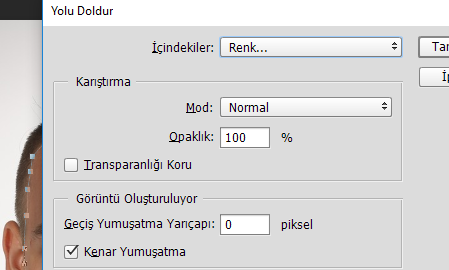 Yolu Doldur
İçindekiler: Renk...
Karıştırma
Mod: Normal
Opaklık: 100 %
Transparanlığı Koru
Görüntü Oluşturuluyor
Geçiş Yumuşatma Yarıçapı: 0 piksel
Kenar Yumuşatma